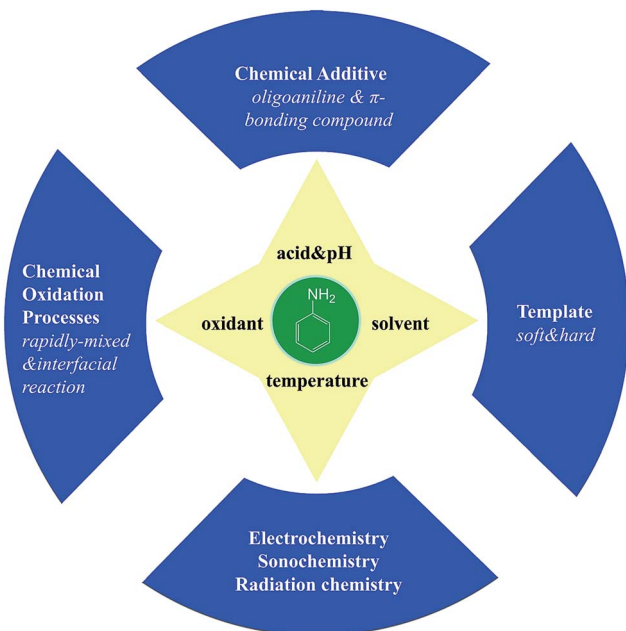 Chemical Additive
oligoaniline & π-
bonding compound
Chemical
Oxidation
Processes
rapidly-mixed
&interfacial
reaction
acid&pH
NH₂
oxidant
solvent
temperature
Template
soft&hard
Electrochemistry
Sonochemistry
Radiation chemistry